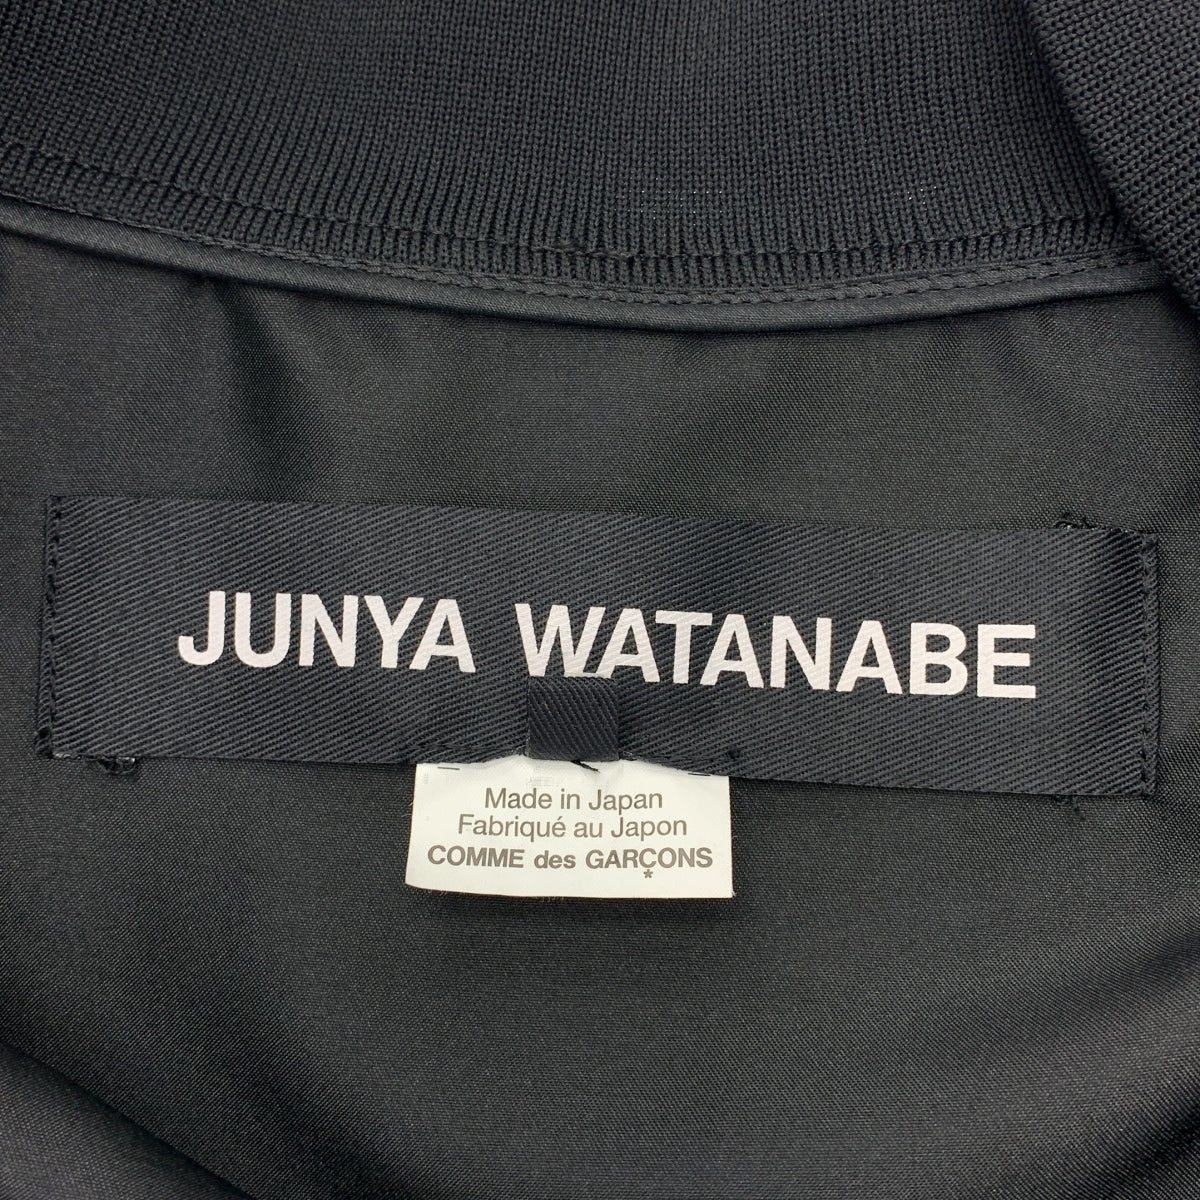 JUNYA WATANABE
Made in Japan
Fabriqué au Japon
COMME des GARÇONS
*